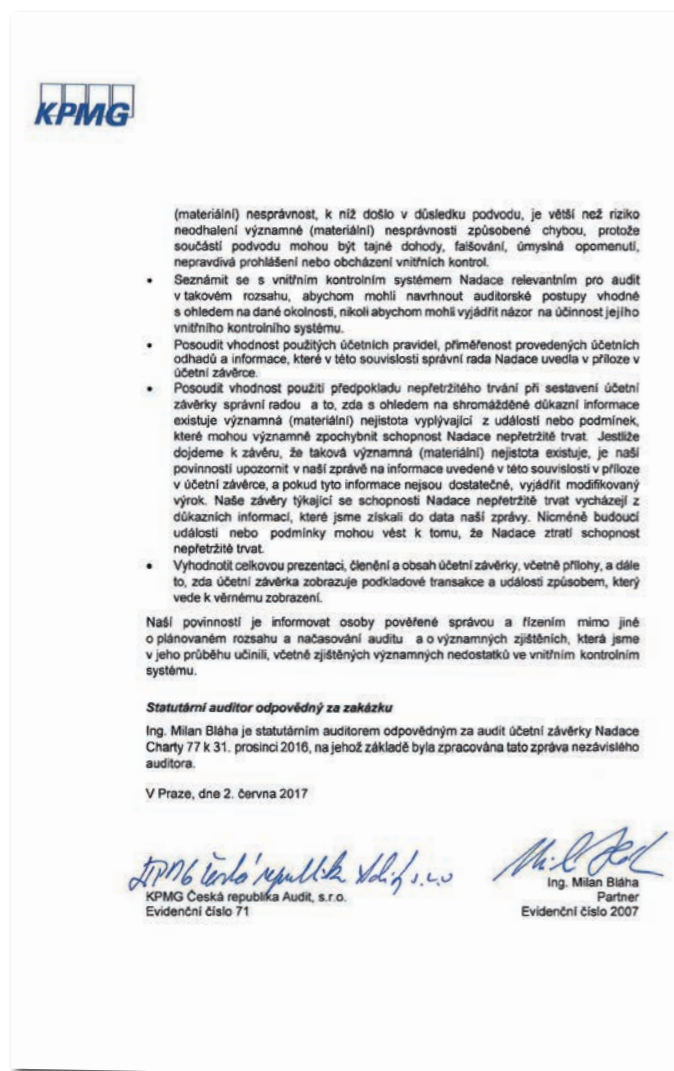 KPMG
(materiální) nesprávnost, k níž došlo v důsledku podvodu, je větší než riziko
neodhalení významné (materiální) nesprávnosti způsobené chybou, protože
součástí podvodu mohou být tajné dohody, falšování, úmyslná opomenutí,
nepravdivá prohlášení nebo obcházení vnitřních kontrol.
• Seznámit se s vnitřním kontrolním systémem Nadace relevantním pro audit
v takovém rozsahu, abychom mohli navrhnout auditorské postupy vhodné
s ohledem na dané okolnosti, nikoli abychom mohli vyjádřit názor na účinnost jejího
vnitřního kontrolního systému.
• Posoudit vhodnost použitých účetních pravidel, přiměřenost provedených účetních
odhadů a informace, které v této souvislosti správní rada Nadace uvedla v příloze v
účetní závěrce.
• Posoudit vhodnost použití předpokladu nepřetržitého trvání při sestavení účetní
závěrky správní radou a to, zda s ohledem na shromážděné důkazní informace
existuje významná (materiální) nejistota vyplývající z událostí nebo podmínek,
které mohou významně zpochybnit schopnost Nadace nepřetržitě trvat. Jestliže
dojdeme k závěru, že taková významná (materiální) nejistota existuje, je naší
povinností upozornit v naší zprávě na informace uvedené v této souvislosti v příloze
v účetní závěrce, a pokud tyto informace nejsou dostatečné, vyjádřit modifikovaný
výrok. Naše závěry týkající se schopnosti Nadace nepřetržitě trvat vycházejí z
důkazních informací, které jsme získali do data naší zprávy. Nicméně budoucí
události nebo podmínky mohou vést k tomu, že Nadace ztratí schopnost
nepřetržitě trvat.
• Vyhodnotit celkovou prezentaci, členění a obsah účetní závěrky, včetně přílohy, a dále
to, zda účetní závěrka zobrazuje podkladové transakce a události způsobem, který
vede k věrnému zobrazení.
Naší povinností je informovat osoby pověřené správou a řízením mimo jiné
o plánovaném rozsahu a načasování auditu a o významných zjištěních, která jsme
v jeho průběhu učinili, včetně zjištěných významných nedostatků ve vnitřním kontrolním
systému.
Statutární auditor odpovědný za zakázku
Ing. Milan Bláha je statutárním auditorem odpovědným za audit účetní závěrky Nadace
Charty 77 k 31. prosinci 2016, na jehož základě byla zpracována tato zpráva nezávislého
auditora.
V Praze, dne 2. června 2017
KPMG Česká republika Audit, s.r.o.
KPMG Česká republika Audit, s.r.o.
Evidenční číslo 71
Ing. Milan Bláha
Partner
Evidenční číslo 2007